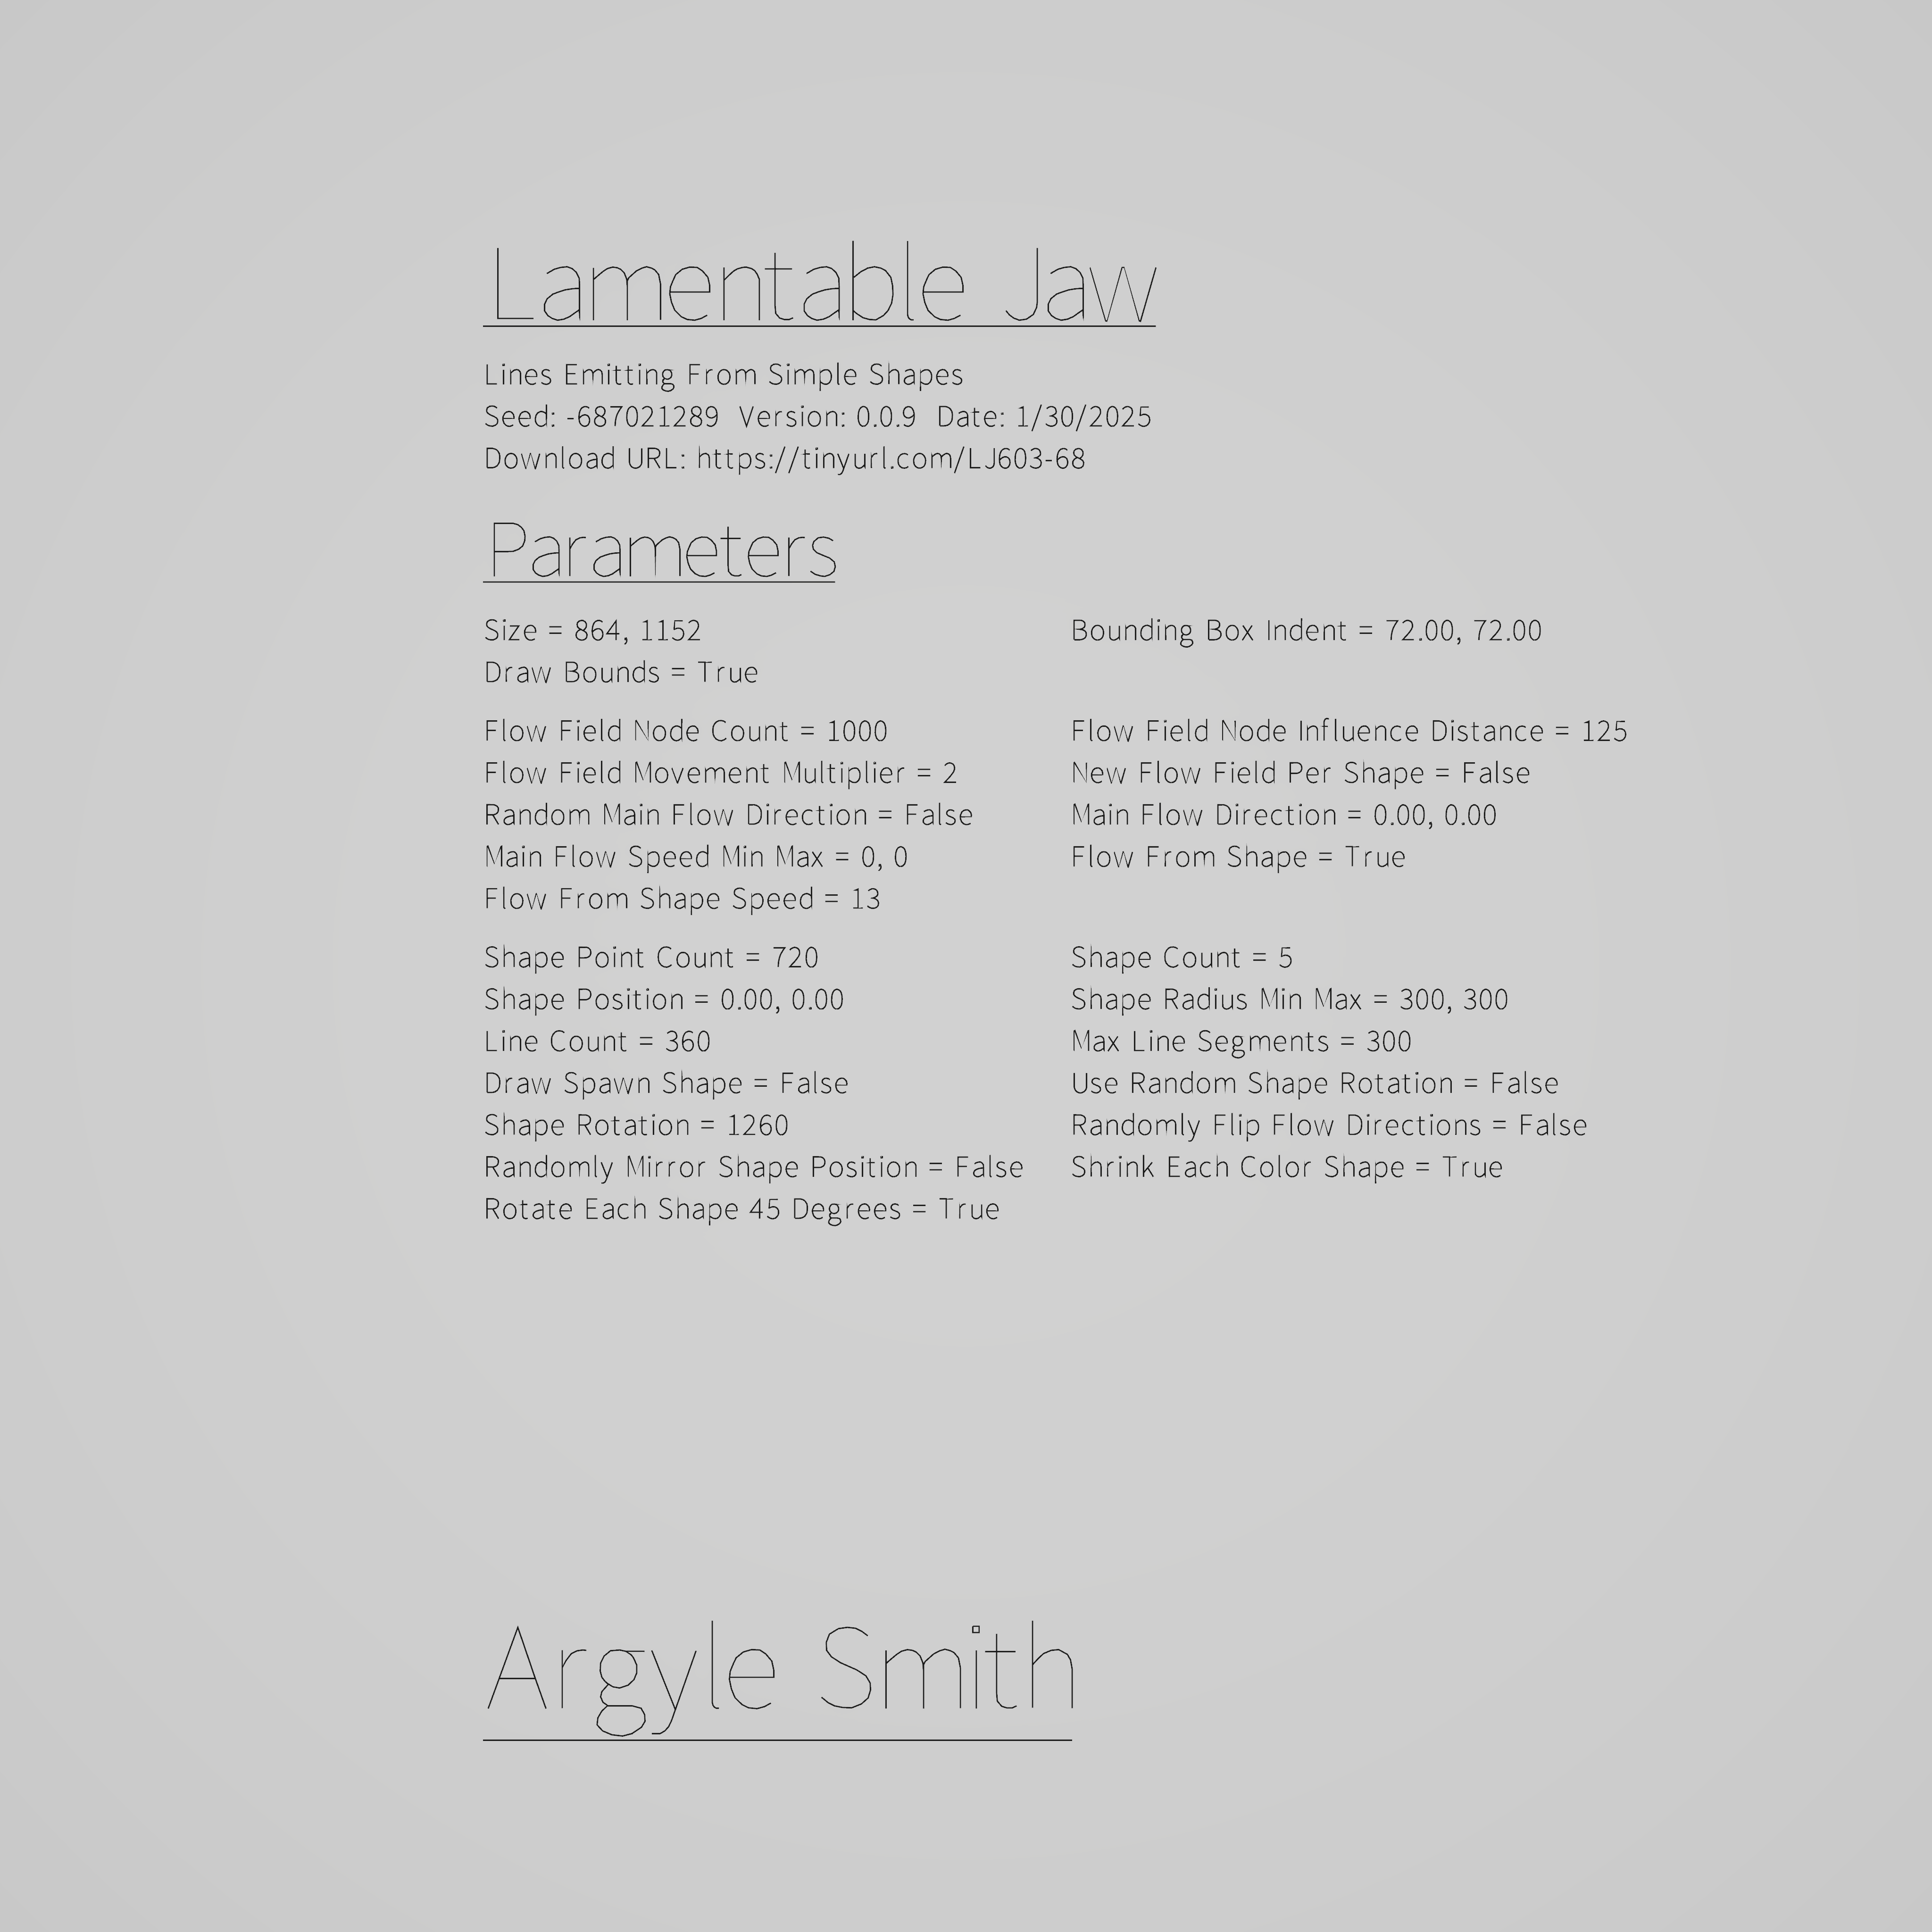 Lamentable Jaw
Lines Emitting From Simple Shapes
Seed: -687021289 Version: 0.0.9 Date: 1/30/2025
Download URL: https://tinyurl.com/LJ603-68
Parameters
Size = 864, 1152 Bounding Box Indent = 72.00, 72.00
Draw Bounds = True
Flow Field Node Count = 1000 Flow Field Node Influence Distance = 125
Flow Field Movement Multiplier = 2 New Flow Field Per Shape = False
Random Main Flow Direction = False Main Flow Direction = 0.00, 0.00
Main Flow Speed Min Max = 0, 0 Flow From Shape = True
Flow From Shape Speed = 13
Shape Point Count = 720 Shape Count = 5
Shape Position = 0.00, 0.00 Shape Radius Min Max = 300, 300
Line Count = 360 Max Line Segments = 300
Draw Spawn Shape = False Use Random Shape Rotation = False
Shape Rotation = 1260 Randomly Flip Flow Directions = False
Randomly Mirror Shape Position = False Shrink Each Color Shape = True
Rotate Each Shape 45 Degrees = True
Argyle Smith